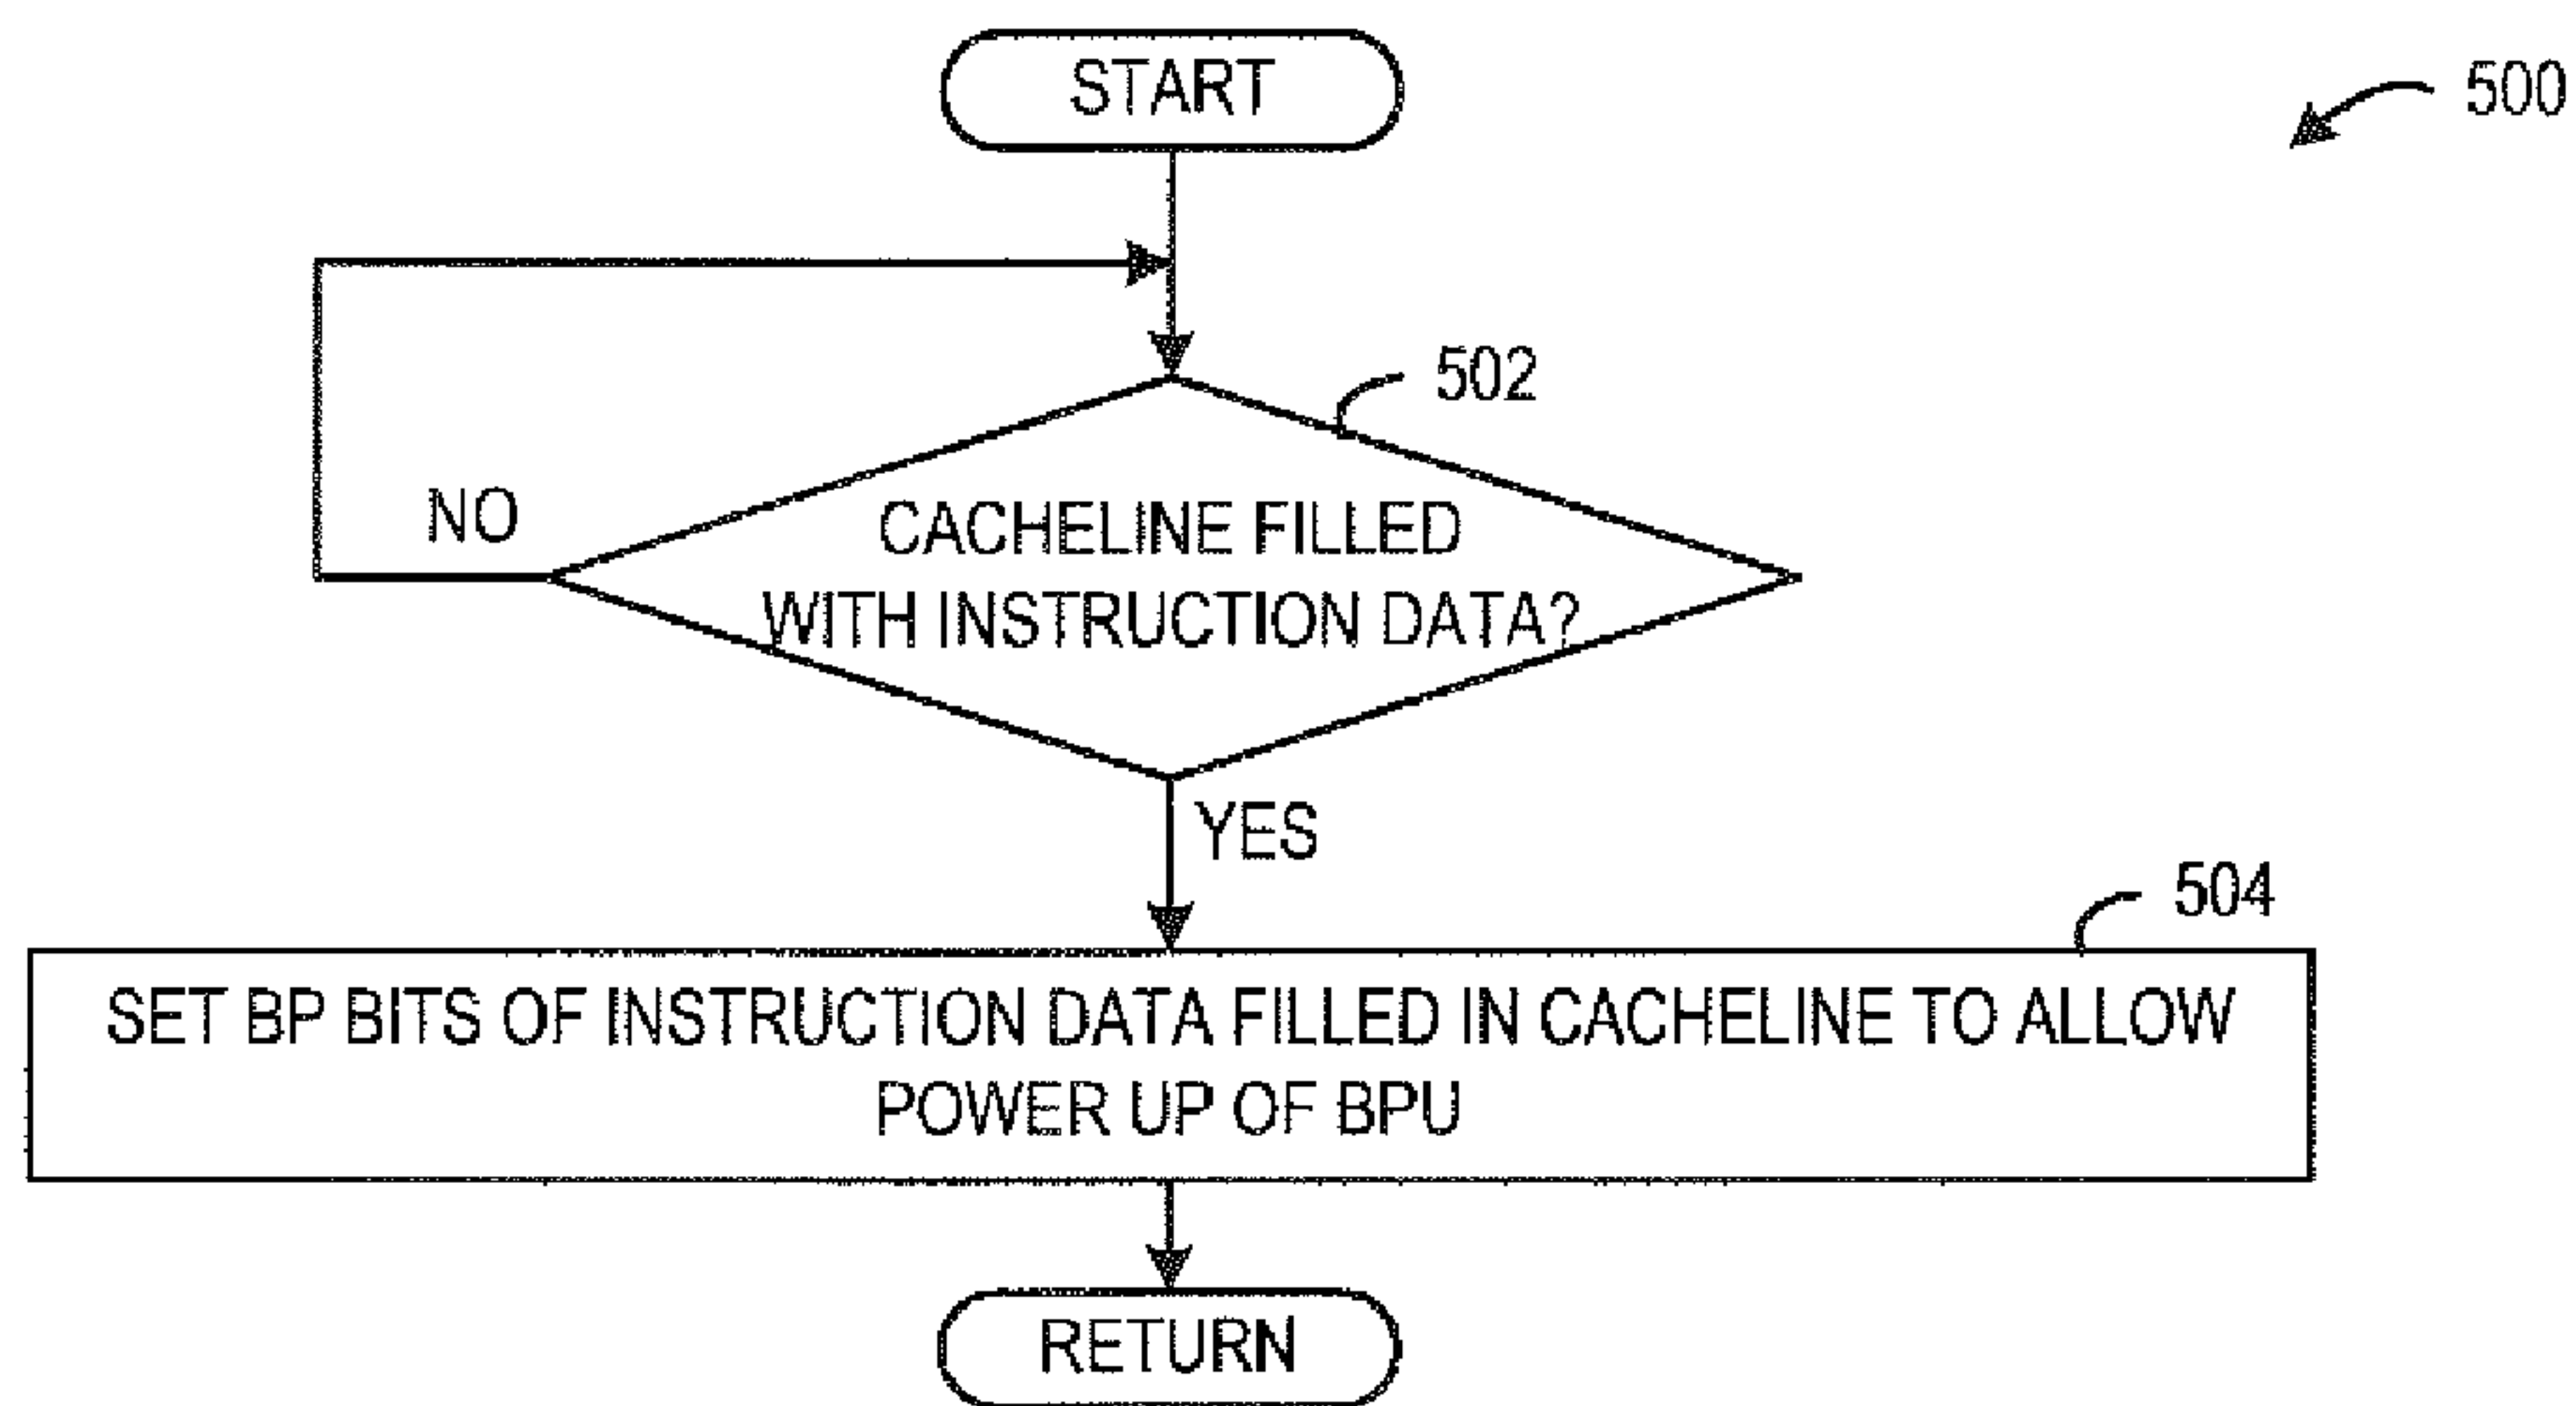 START
500
502
NO
CACHELINE FILLED
WITH INSTRUCTION DATA?
YES
504
SET BP BITS OF INSTRUCTION DATA FILLED IN CACHELINE TO ALLOW
POWER UP OF BPU
RETURN